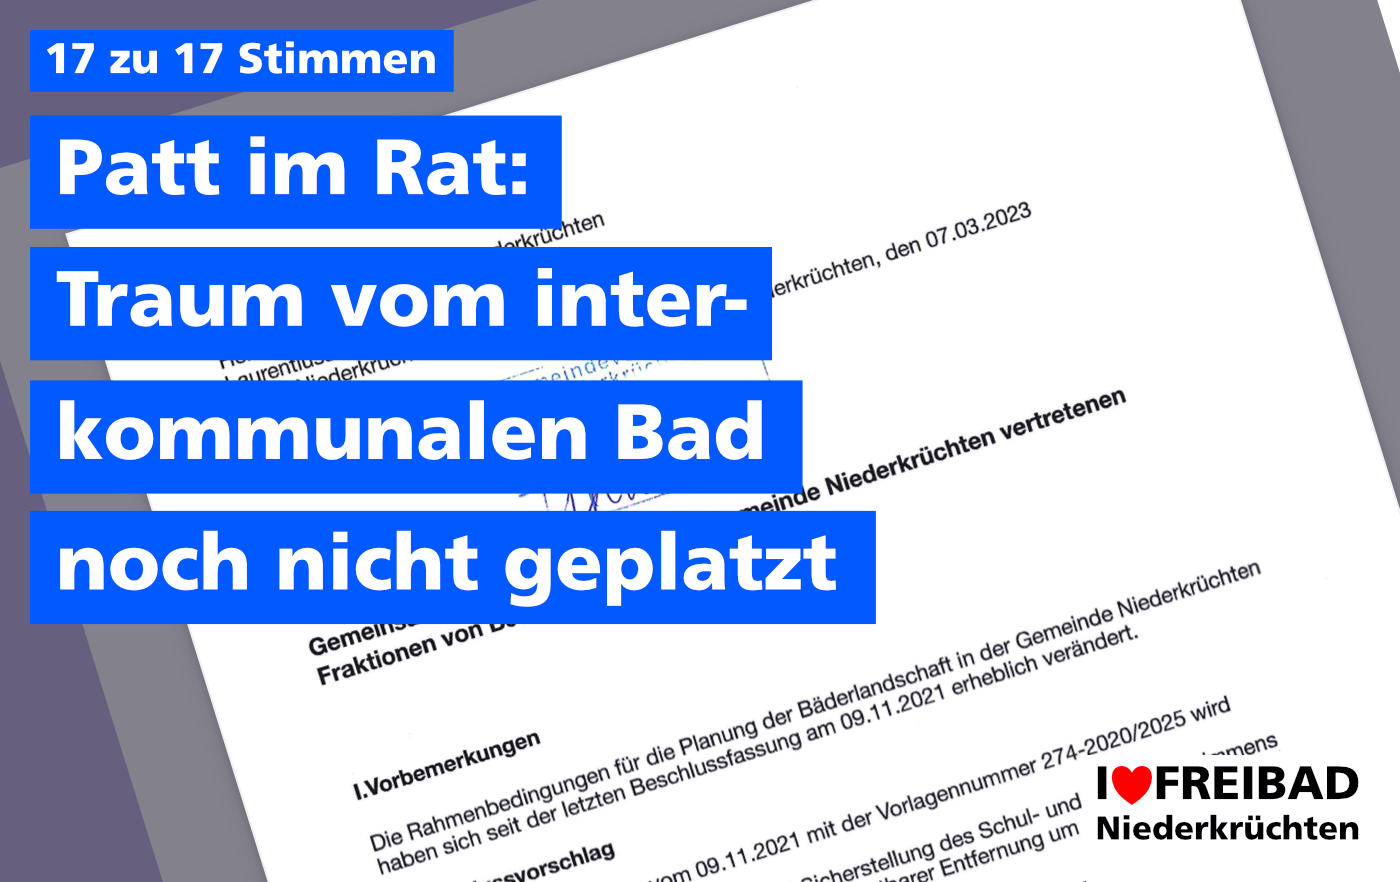 17 zu 17 Stimmen
Patt im Rat:
Traum vom inter-
kommunalen Bad
noch nicht geplatzt
den 07.03.2023
meinde Niederkrüchten vertretenen
Fraktionen von
I.Vorbemerkungen
Die Rahmenbedingungen für die Planung der Bäderlandschaft in der Gemeinde Niederkrüchten
haben sich seit der letzten Beschlussfassung am 09.11.2021 erheblich verändert.
vom 09.11.2021 mit der Vorlagennummer 274-2020/2025 wird
des Schul- und
Entfernung um
I❤FREIBAD
Niederkrüchten